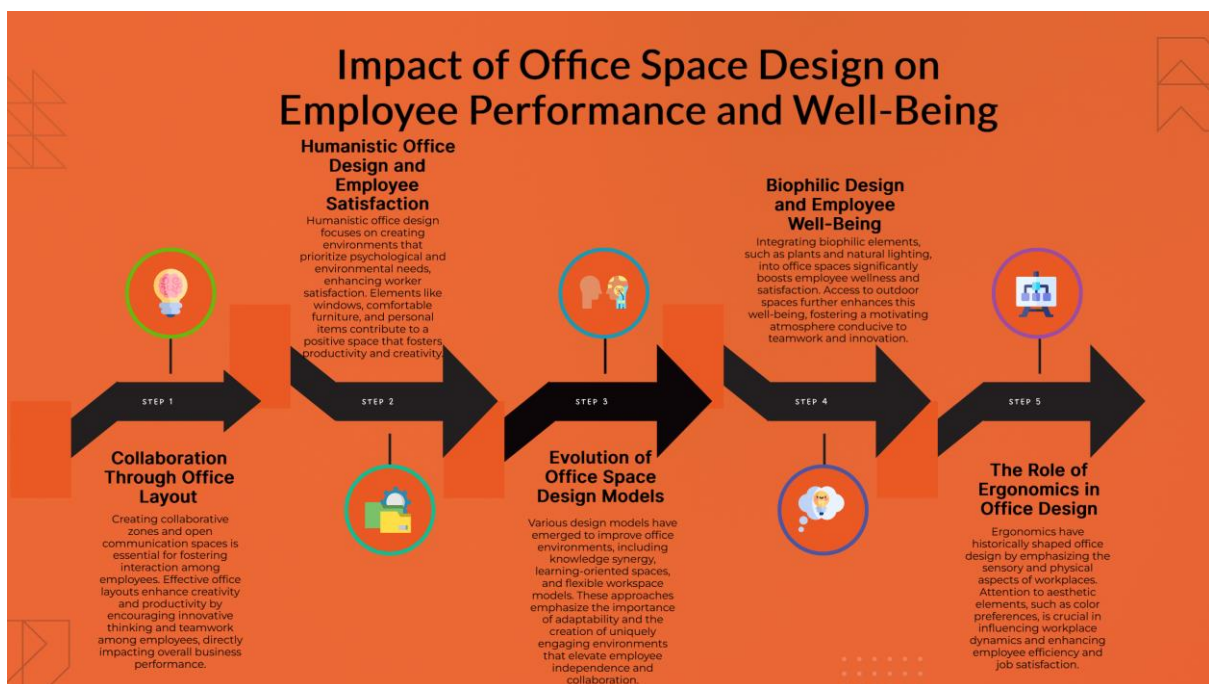 Impact of Office Space Design on
Employee Performance and Well-Being
STEP 1
Collaboration
Through Office
Layout
Creating collaborative
zones and open
communication spaces is
essential for fostering
interaction among
employees. Effective office
layouts enhance creativity
and productivity by
encouraging innovative
thinking and teamwork
among employees, directly
impacting overall business
performance.
Humanistic Office
Design and
Employee
Satisfaction
Humanistic office design
focuses on creating
environments that
prioritize psychological and
environmental needs,
enhancing worker
satisfaction. Elements like
windows, comfortable
furniture, and personal
items contribute to a
positive space that fosters
productivity and creativity.
STEP 2
STEP 3
Evolution of
Office Space
Design Models
Various design models have
emerged to improve office
environments, including
knowledge synergy,
learning-oriented spaces,
and flexible workspace
models. These approaches
emphasize the importance
of adaptability and the
creation of uniquely
engaging environments
that elevate employee
independence and
collaboration.
Biophilic Design
and Employee
Well-Being
Integrating biophilic elements,
such as plants and natural lighting,
into office spaces significantly
boosts employee wellness and
satisfaction. Access to outdoor
spaces further enhances this
well-being, fostering a motivating
atmosphere conducive to
teamwork and innovation.
STEP 4
STEP 5
The Role of
Ergonomics in
Office Design
Ergonomics have
historically shaped office
design by emphasizing the
sensory and physical
aspects of workplaces.
Attention to aesthetic
elements, such as color
preferences, is crucial in
influencing workplace
dynamics and enhancing
employee efficiency and
job satisfaction.